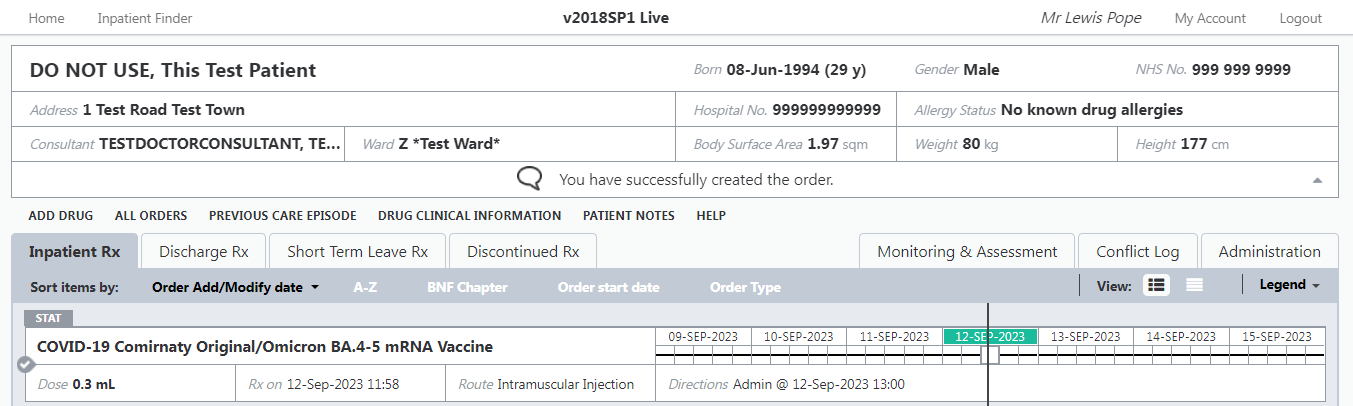 Home Inpatient Finder v2018SP1 Live Mr Lewis Pope My Account Logout
DO NOT USE, This Test Patient Born 08-Jun-1994 (29 y) Gender Male NHS No. 999 999 9999
Address 1 Test Road Test Town Hospital No. 999999999999 Allergy Status No known drug allergies
Consultant TESTDOCTORCONSULTANT, TE... Ward Z *Test Ward* Body Surface Area 1.97 sqm Weight 80 kg Height 177 cm
You have successfully created the order.
ADD DRUG ALL ORDERS PREVIOUS CARE EPISODE DRUG CLINICAL INFORMATION PATIENT NOTES HELP
Inpatient Rx Discharge Rx Short Term Leave Rx Discontinued Rx Monitoring & Assessment Conflict Log Administration
Sort items by: Order Add/Modify date A-Z BNF Chapter Order start date Order Type View: Legend
STAT
09-SEP-2023 10-SEP-2023 11-SEP-2023 12-SEP-2023 13-SEP-2023 14-SEP-2023 15-SEP-2023
COVID-19 Comirnaty Original/Omicron BA.4-5 mRNA Vaccine
Dose 0.3 mL Rx on 12-Sep-2023 11:58 Route Intramuscular Injection Directions Admin @ 12-Sep-2023 13:00